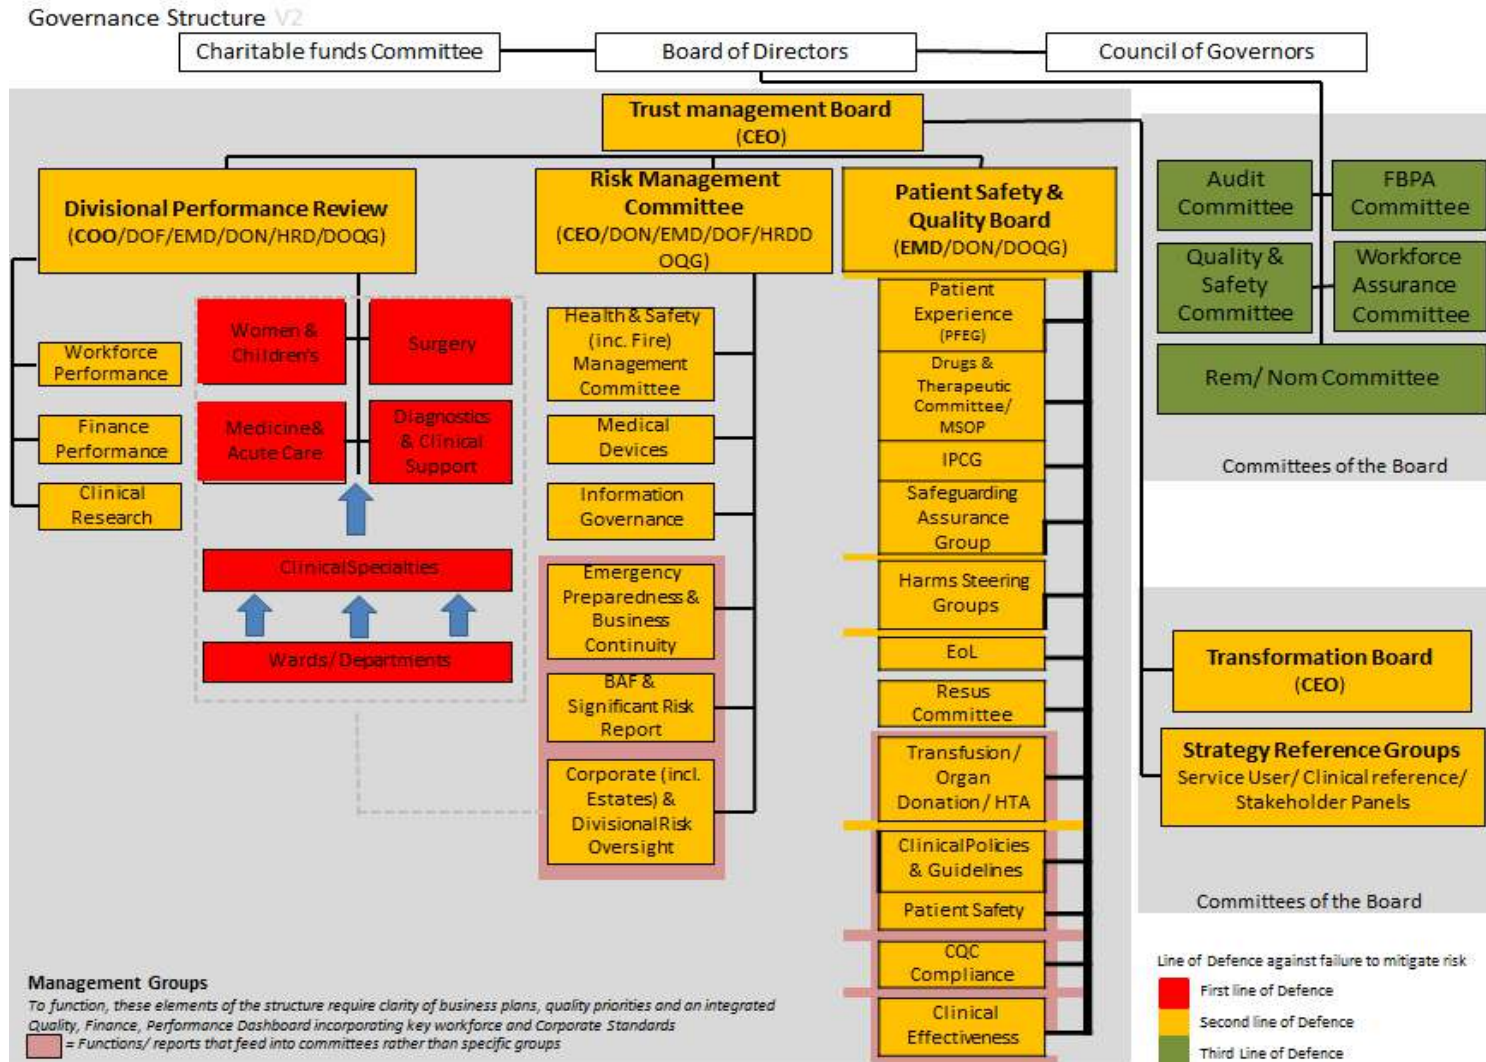 Governance Structure V2
Charitable funds Committee
Board of Directors
Council of Governors
Trust management Board
(CEO)
Divisional Performance Review
(COO/DOF/EMD/DON/HRD/DOQG)
Risk Management
Committee
(CEO/DON/EMD/DOF/HRDD
OQG)
Patient Safety &
Quality Board
(EMD/DON/DOQG)
Workforce
Performance
Finance
Performance
Clinical
Research
Women &
Children's
Surgery
Medicine &
Acute Care
Diagnostics
& Clinical
Support
Clinical Specialties
Wards/ Departments
Health & Safety
(inc. Fire)
Management
Committee
Medical
Devices
Information
Governance
Emergency
Preparedness &
Business
Continuity
BAF &
Significant Risk
Report
Corporate (incl.
Estates) &
Divisional Risk
Oversight
Patient
Experience
(PFEG)
Drugs &
Therapeutic
Committee/
MSOP
IPCG
Safeguarding
Assurance
Group
Harms Steering
Groups
EoL
Resus
Committee
Transfusion /
Organ
Donation / HTA
Clinical Policies
& Guidelines
Patient Safety
CQC
Compliance
Clinical
Effectiveness
Audit
Committee
FBPA
Committee
Quality &
Safety
Committee
Workforce
Assurance
Committee
Rem/ Nom Committee
Committees of the Board
Transformation Board
(CEO)
Strategy Reference Groups
Service User/ Clinical reference/
Stakeholder Panels
Committees of the Board
Management Groups
To function, these elements of the structure require clarity of business plans, quality priorities and an integrated
Quality, Finance, Performance Dashboard incorporating key workforce and Corporate Standards
= Functions/ reports that feed into committees rather than specific groups
Line of Defence against failure to mitigate risk
First line of Defence
Second line of Defence
Third Line of Defence